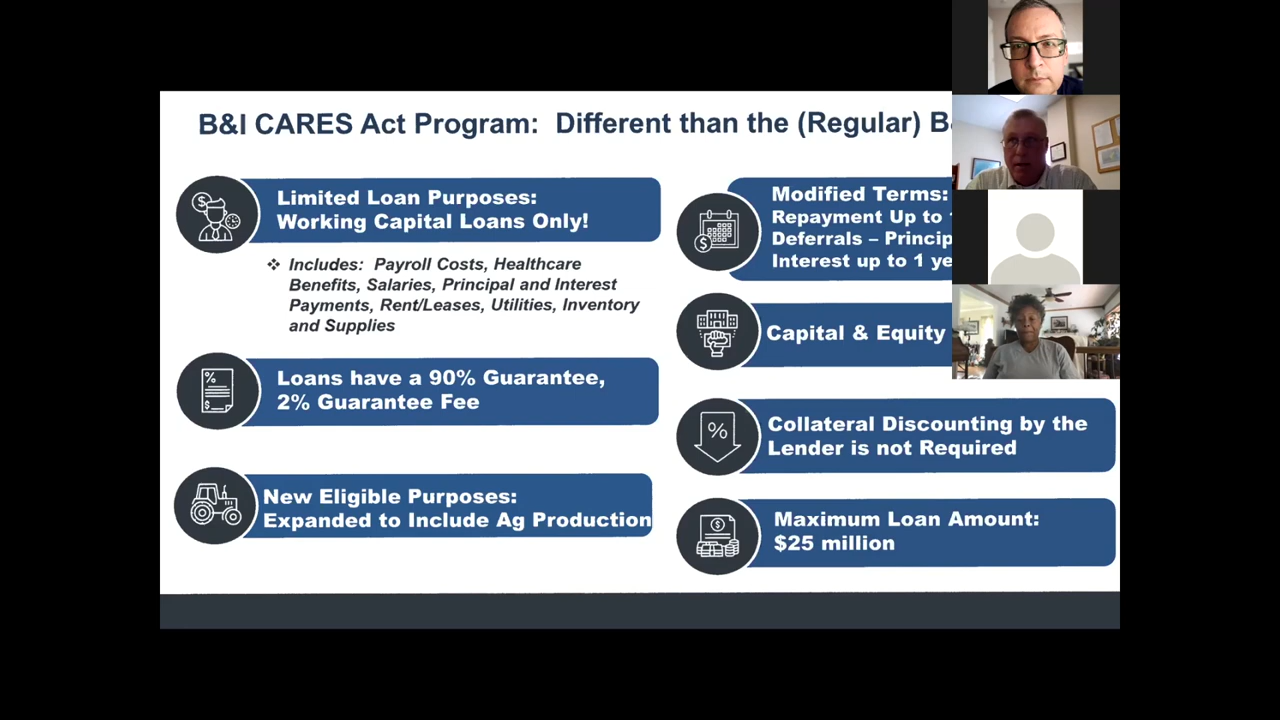 B&I CARES Act Program: Different than the (Regular)
Limited Loan Purposes:
Working Capital Loans Only!
❖ Includes: Payroll Costs, Healthcare
Benefits, Salaries, Principal and Interest
Payments, Rent/Leases, Utilities, Inventory
and Supplies
Loans have a 90% Guarantee,
2% Guarantee Fee
New Eligible Purposes:
Expanded to Include Ag Production
Modified Terms:
Repayment Up to
Deferrals –
Interest up to 1
Capital & Equity
Collateral Discounting by the
Lender is not Required
Maximum Loan Amount:
$25 million